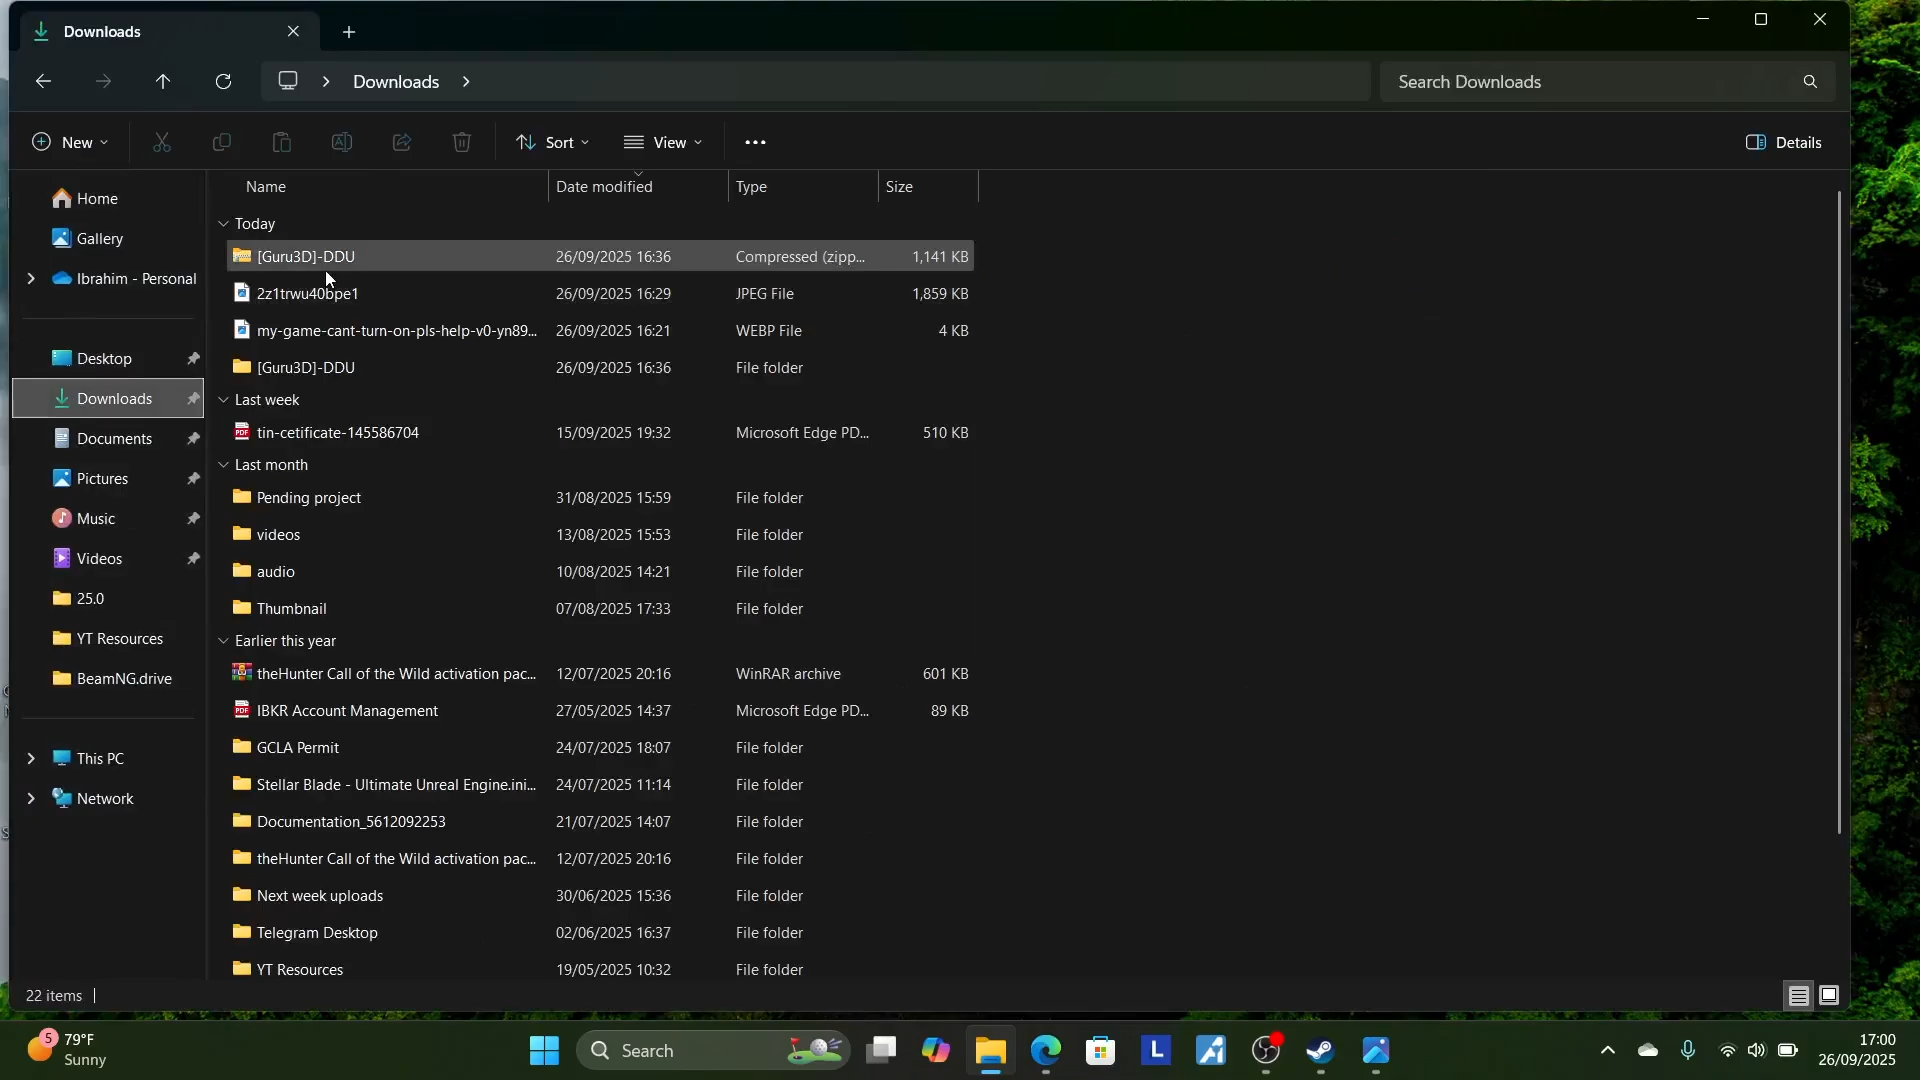 Downloads
Downloads
Search Downloads
New
Sort
View
Details
Home
Gallery
Ibrahim - Personal
Desktop
Downloads
Documents
Pictures
Music
Videos
25.0
YT Resources
BeamNG.drive
This PC
Network
Name Date modified Type Size
Today
[Guru3D]-DDU 26/09/2025 16:36 Compressed (zipp... 1,141 KB
2z1trwu40bpe1 26/09/2025 16:29 JPEG File 1,859 KB
my-game-cant-turn-on-pls-help-v0-yn89... 26/09/2025 16:21 WEBP File 4 KB
[Guru3D]-DDU 26/09/2025 16:36 File folder
Last week
tin-cetificate-145586704 15/09/2025 19:32 Microsoft Edge PD... 510 KB
Last month
Pending project 31/08/2025 15:59 File folder
videos 13/08/2025 15:53 File folder
audio 10/08/2025 14:21 File folder
Thumbnail 07/08/2025 17:33 File folder
Earlier this year
theHunter Call of the Wild activation pac... 12/07/2025 20:16 WinRAR archive 601 KB
IBKR Account Management 27/05/2025 14:37 Microsoft Edge PD... 89 KB
GCLA Permit 24/07/2025 18:07 File folder
Stellar Blade - Ultimate Unreal Engine.ini... 24/07/2025 11:14 File folder
Documentation_5612092253 21/07/2025 14:07 File folder
theHunter Call of the Wild activation pac... 12/07/2025 20:16 File folder
Next week uploads 30/06/2025 15:36 File folder
Telegram Desktop 02/06/2025 16:37 File folder
YT Resources 19/05/2025 10:32 File folder
22 items
5
79°F
Sunny
Search
17:00
26/09/2025